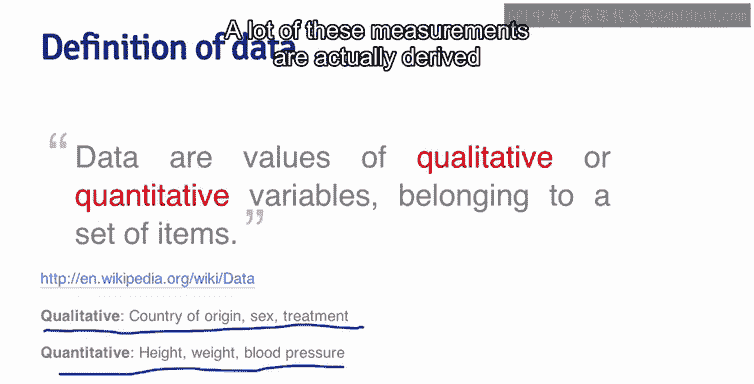 Definition of data
A lot of these measurements
are actually derived
“
Data are values of qualitative or
quantitative variables, belonging to a
set of items.
”
http://en.wikipedia.org/wiki/Data
Qualitative: Country of origin, sex, treatment
Quantitative: Height, weight, blood pressure